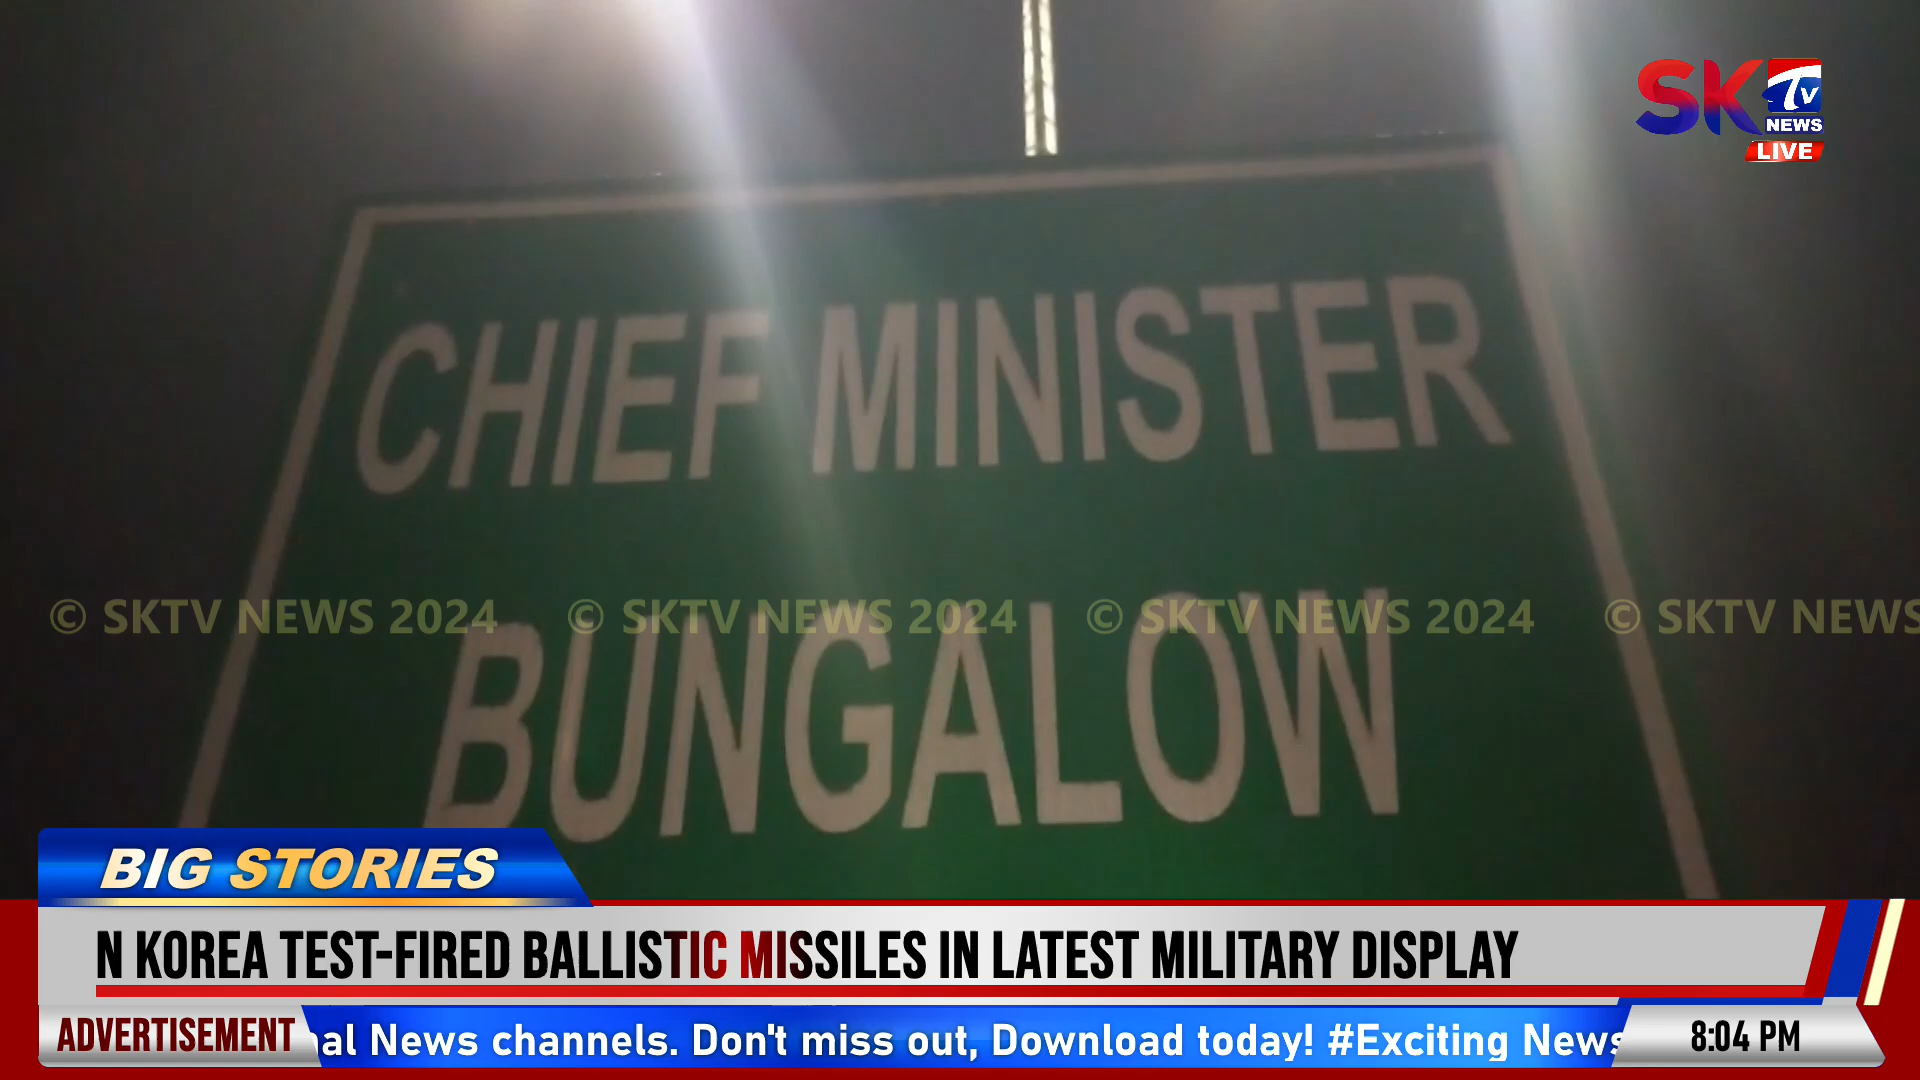 SK TV
NEWS
LIVE
CHIEF MINISTER
BUNGALOW
© SKTV NEWS 2024 © SKTV NEWS 2024 © SKTV NEWS 2024 © SKTV NEWS
BIG STORIES
N KOREA TEST-FIRED BALLISTIC MISSILES IN LATEST MILITARY DISPLAY
ADVERTISEMENT
News channels. Don't miss out, Download today! #Exciting News
8:04 PM